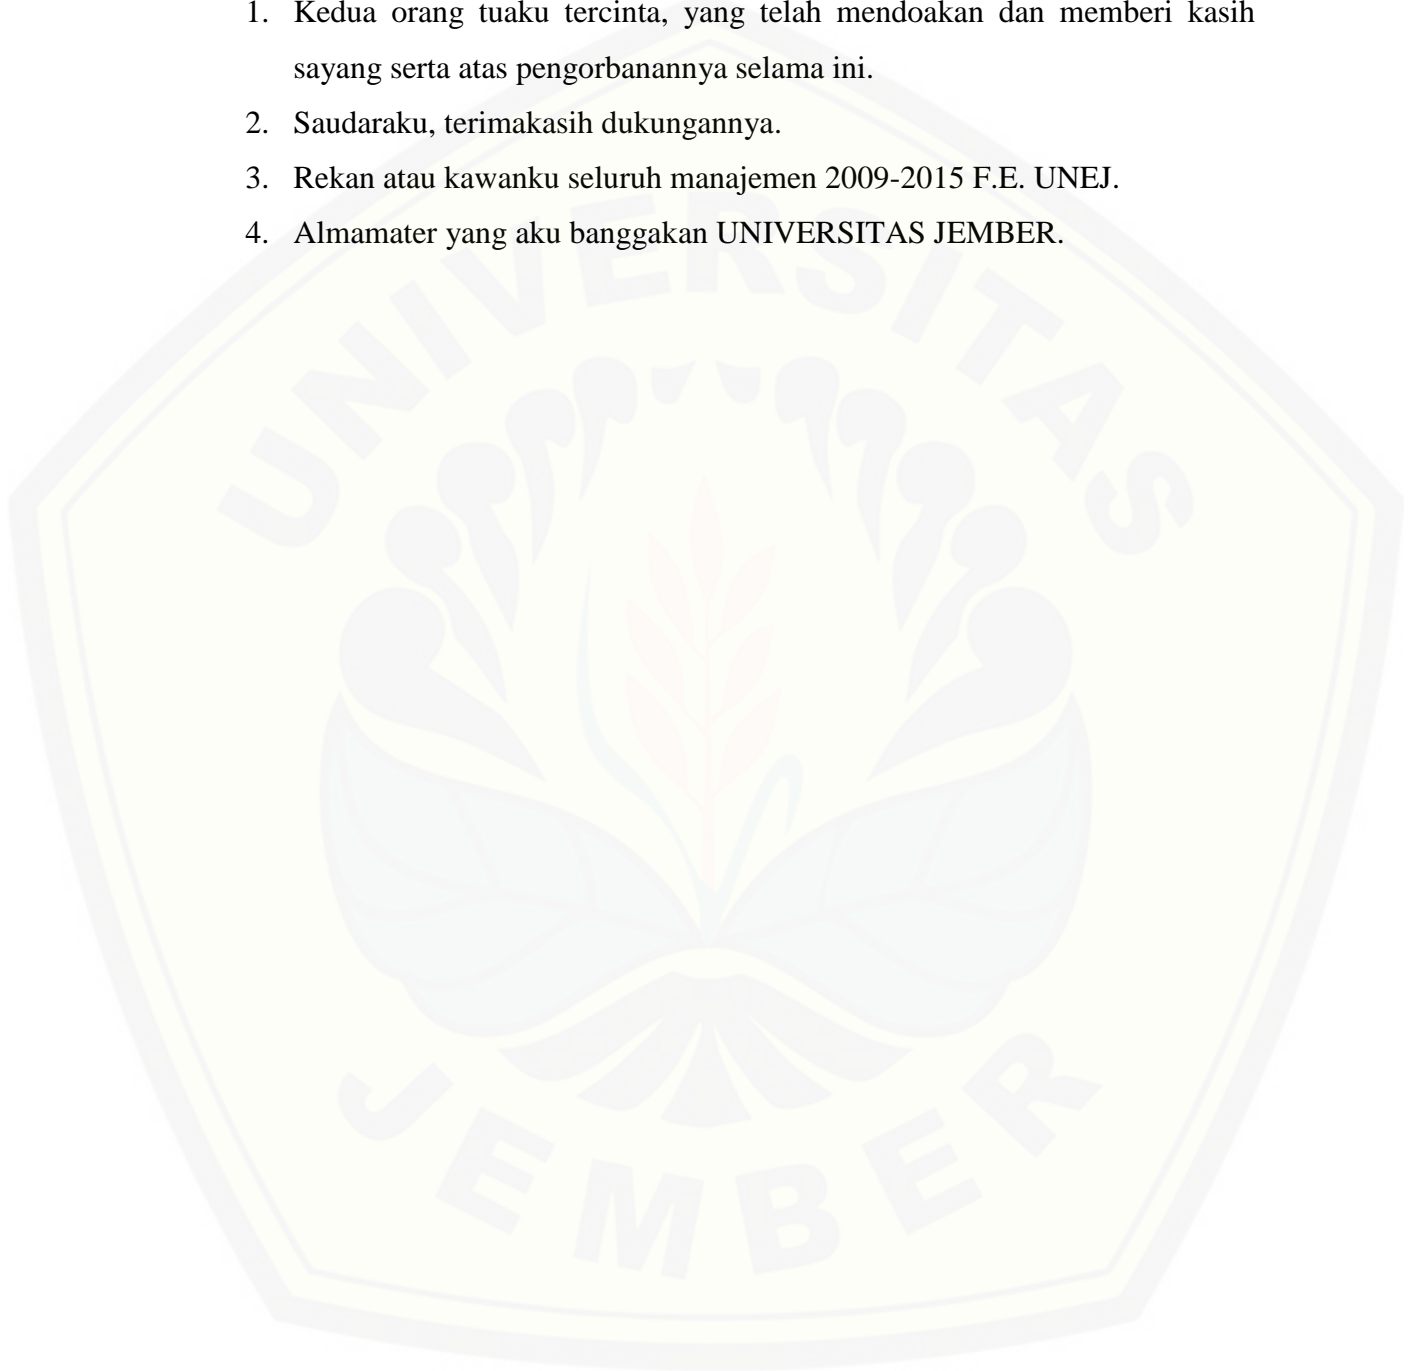 1. Kedua orang tuaku tercinta, yang telah mendoakan dan memberi kasih
sayang serta atas pengorbanannya selama ini.
2. Saudaraku, terimakasih dukungannya.
3. Rekan atau kawanku seluruh manajemen 2009-2015 F.E. UNEJ.
4. Almamater yang aku banggakan UNIVERSITAS JEMBER.
UNIVERSITAS
JEMBER